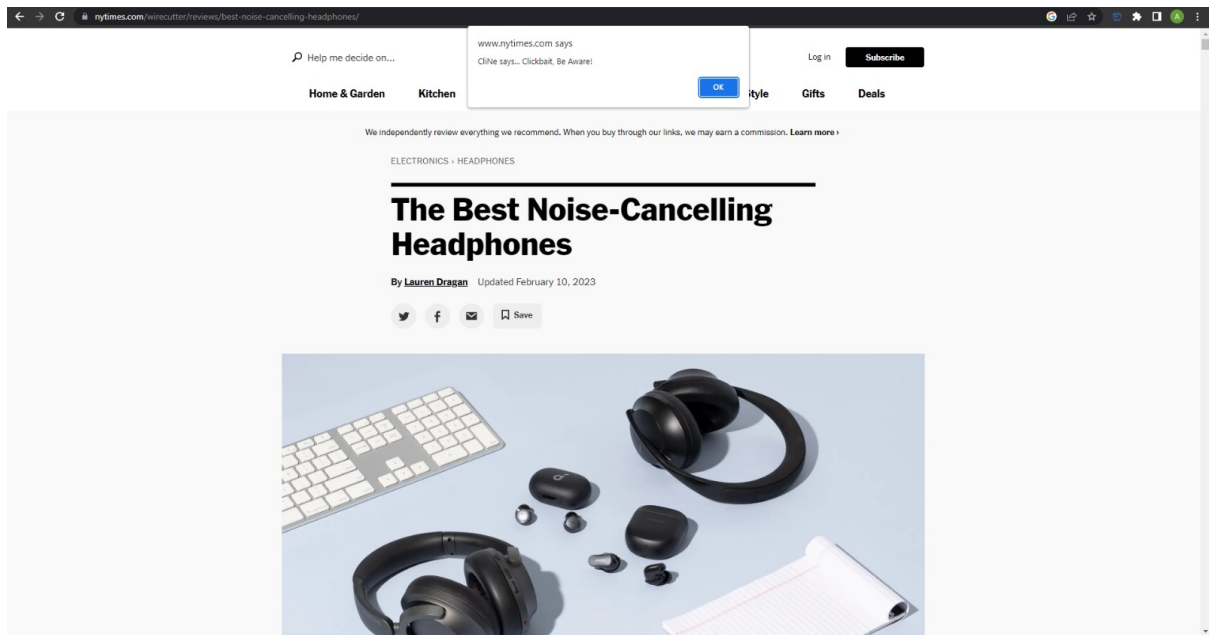 nytimes.com/wirecutter/reviews/best-noise-cancelling-headphones/
www.nytimes.com says
CliNe says... Clickbait, Be Aware!
OK
Help me decide on...
Log in
Subscribe
Home & Garden Kitchen Gifts Deals
We independently review everything we recommend. When you buy through our links, we may earn a commission. Learn more ›
ELECTRONICS › HEADPHONES
The Best Noise-Cancelling
Headphones
By Lauren Dragan Updated February 10, 2023
Save